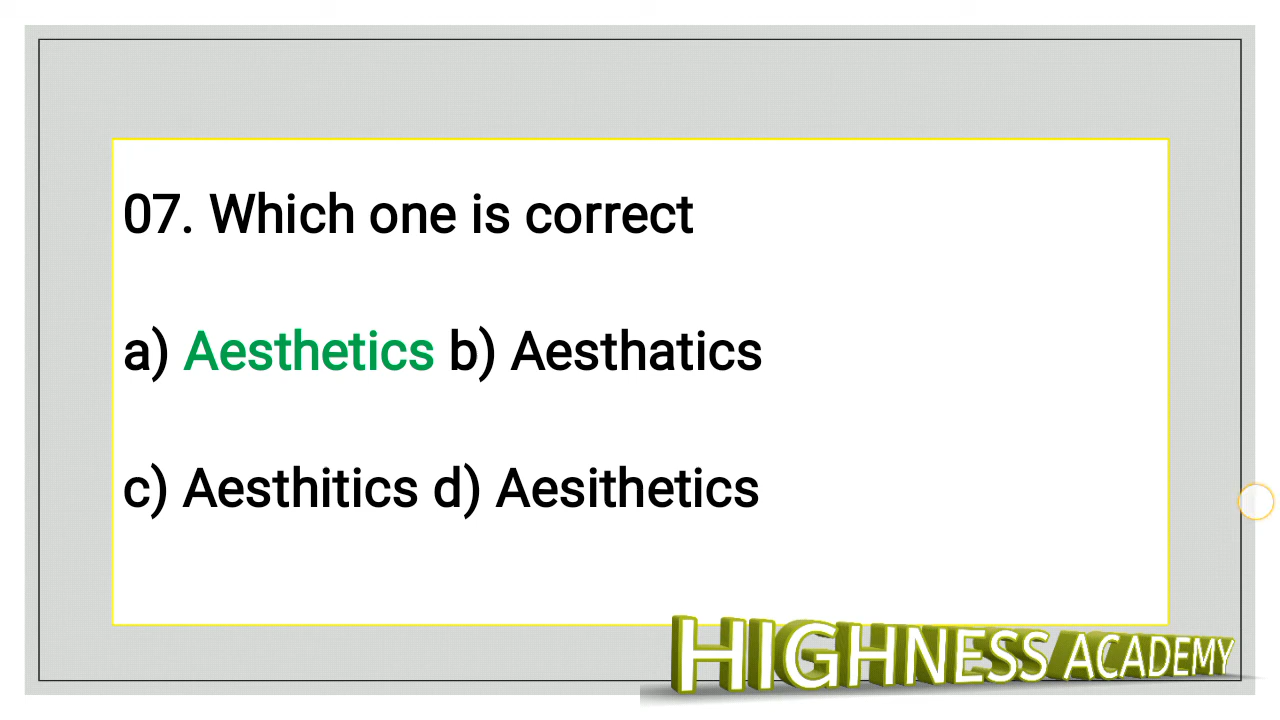 07. Which one is correct
a) Aesthetics b) Aesthatics
c) Aesthitics d) Aesithetics
HIGHNESS ACADEMY